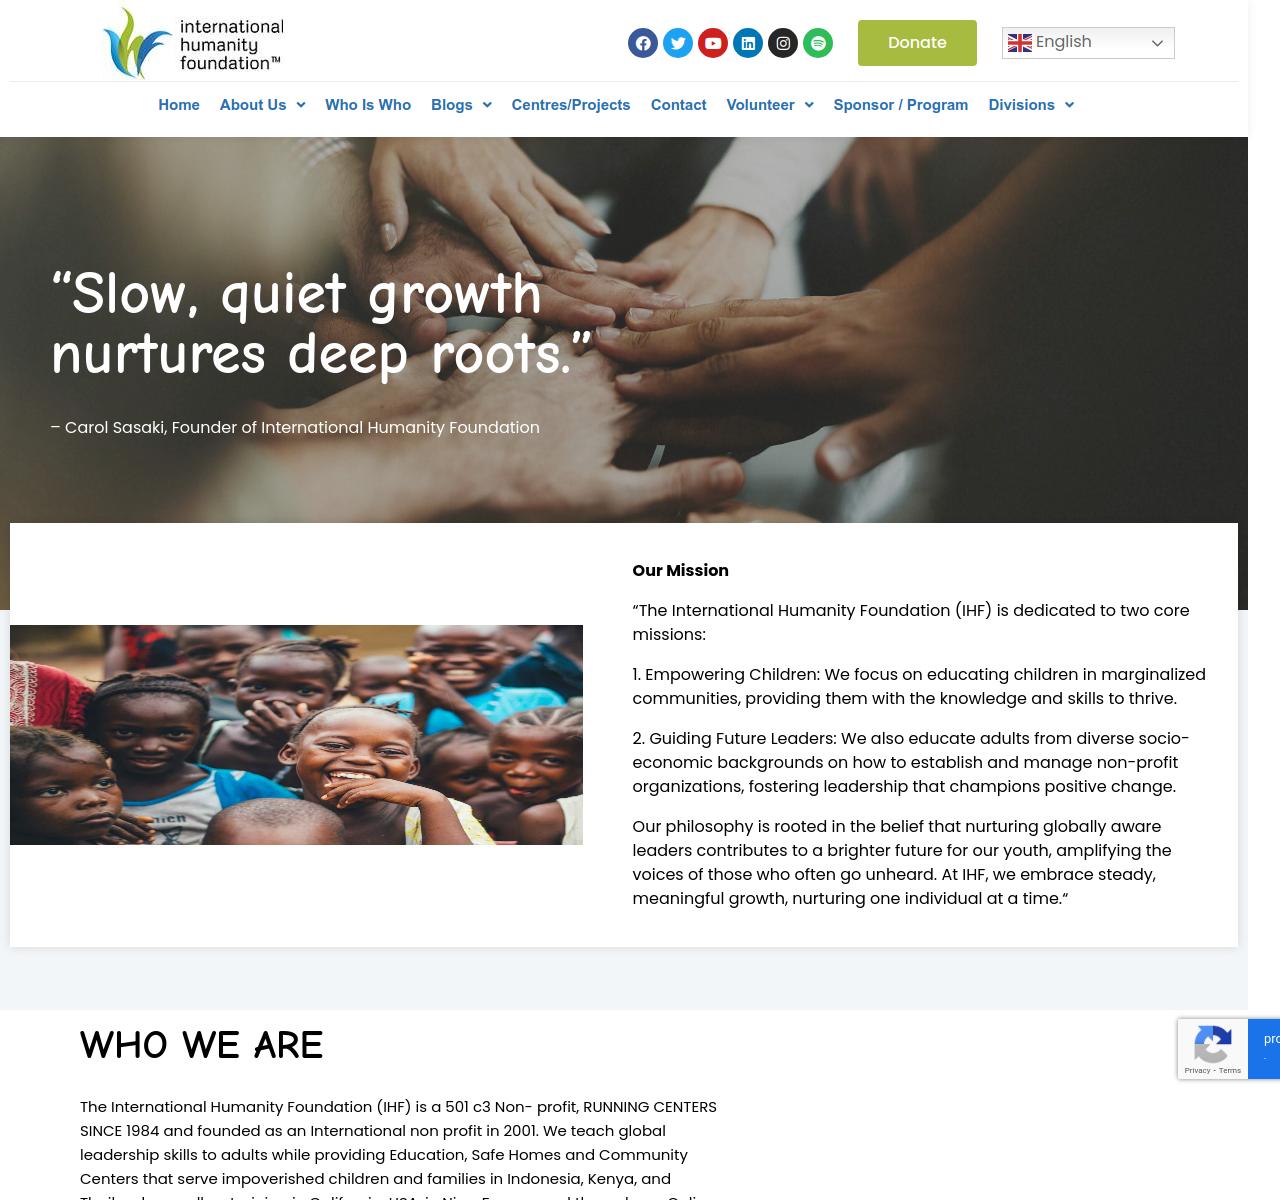 international
humanity
foundation™
Donate
English
Home About Us Who Is Who Blogs Centres/Projects Contact Volunteer Sponsor / Program Divisions
“Slow, quiet growth
nurtures deep roots.”
– Carol Sasaki, Founder of International Humanity Foundation
Our Mission
“The International Humanity Foundation (IHF) is dedicated to two core
missions:
1. Empowering Children: We focus on educating children in marginalized
communities, providing them with the knowledge and skills to thrive.
2. Guiding Future Leaders: We also educate adults from diverse socio-
economic backgrounds on how to establish and manage non-profit
organizations, fostering leadership that champions positive change.
Our philosophy is rooted in the belief that nurturing globally aware
leaders contributes to a brighter future for our youth, amplifying the
voices of those who often go unheard. At IHF, we embrace steady,
meaningful growth, nurturing one individual at a time.“
WHO WE ARE
Privacy - Terms
The International Humanity Foundation (IHF) is a 501 c3 Non- profit, RUNNING CENTERS
SINCE 1984 and founded as an International non profit in 2001. We teach global
leadership skills to adults while providing Education, Safe Homes and Community
Centers that serve impoverished children and families in Indonesia, Kenya, and